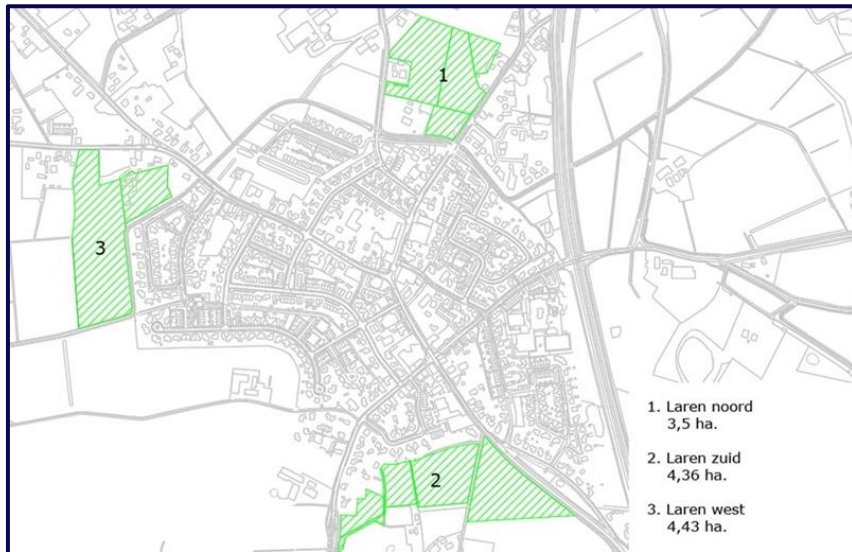 1
3
2
1. Laren noord
3,5 ha.
2. Laren zuid
4,36 ha.
3. Laren west
4,43 ha.